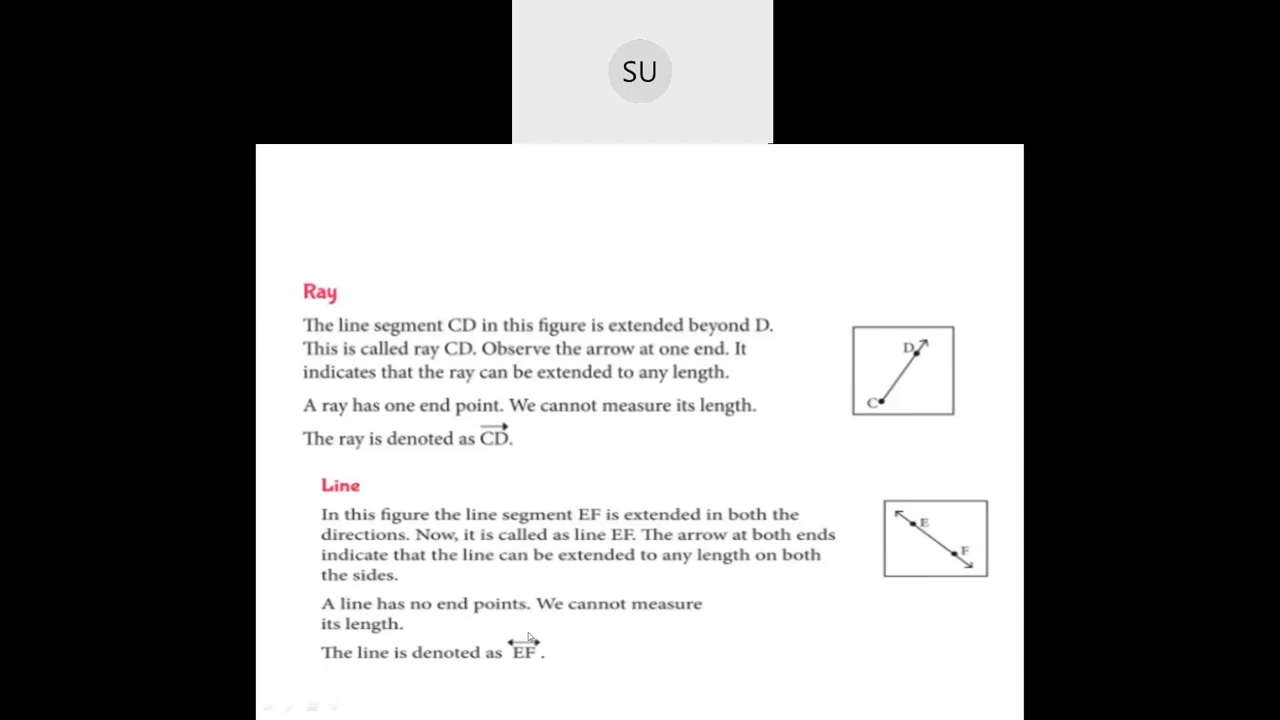 SU
Ray
The line segment CD in this figure is extended beyond D.
This is called ray CD. Observe the arrow at one end. It
indicates that the ray can be extended to any length.
A ray has one end point. We cannot measure its length.
The ray is denoted as CD.
D
C
Line
In this figure the line segment EF is extended in both the
directions. Now, it is called as line EF. The arrow at both ends
indicate that the line can be extended to any length on both
the sides.
A line has no end points. We cannot measure
its length.
The line is denoted as EF.
E
F